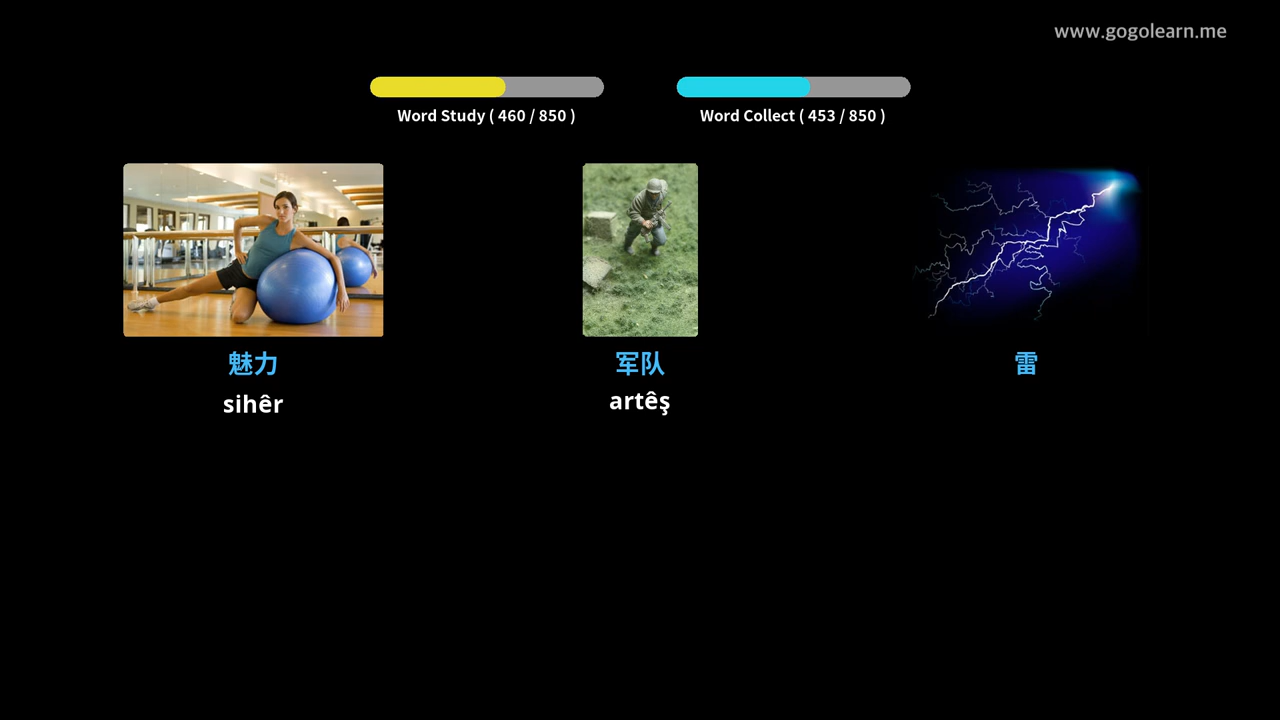 www.gogolearn.me
Word Study ( 460 / 850 )
Word Collect ( 453 / 850 )
魅力
军队
雷
sihêr
artêş